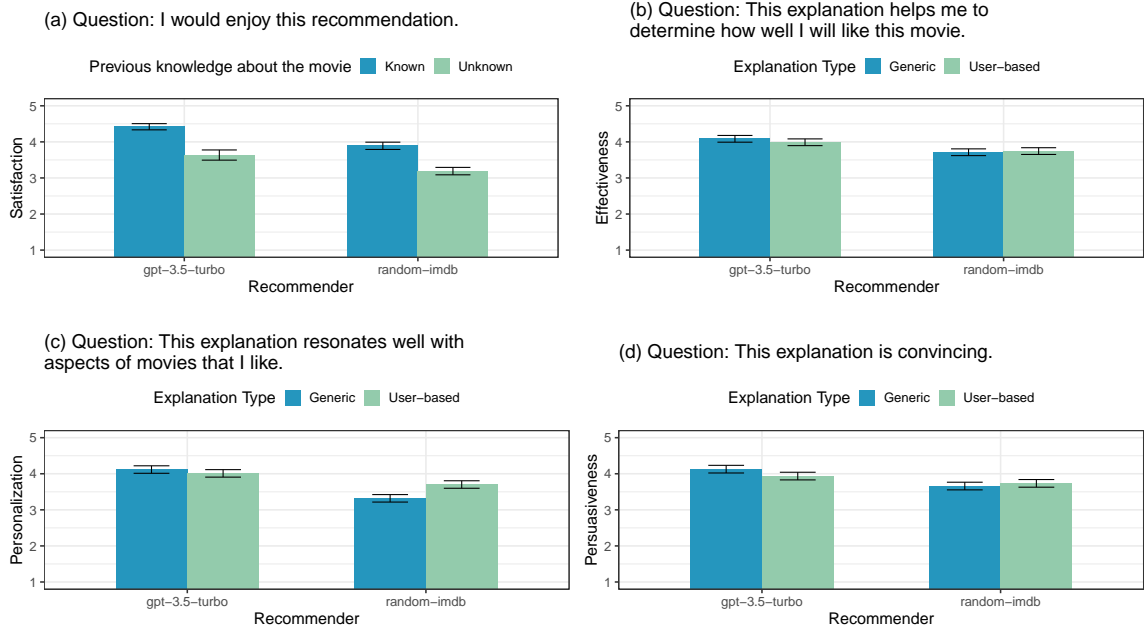 (a) Question: I would enjoy this recommendation.
Previous knowledge about the movie Known Unknown
5
4
3
2
1
Satisfaction
gpt−3.5−turbo random−imdb
Recommender
(b) Question: This explanation helps me to
determine how well I will like this movie.
Explanation Type Generic User−based
5
4
3
2
1
Effectiveness
gpt−3.5−turbo random−imdb
Recommender
(c) Question: This explanation resonates well with
aspects of movies that I like.
Explanation Type Generic User−based
5
4
3
2
1
Personalization
gpt−3.5−turbo random−imdb
Recommender
(d) Question: This explanation is convincing.
Explanation Type Generic User−based
5
4
3
2
1
Persuasiveness
gpt−3.5−turbo random−imdb
Recommender